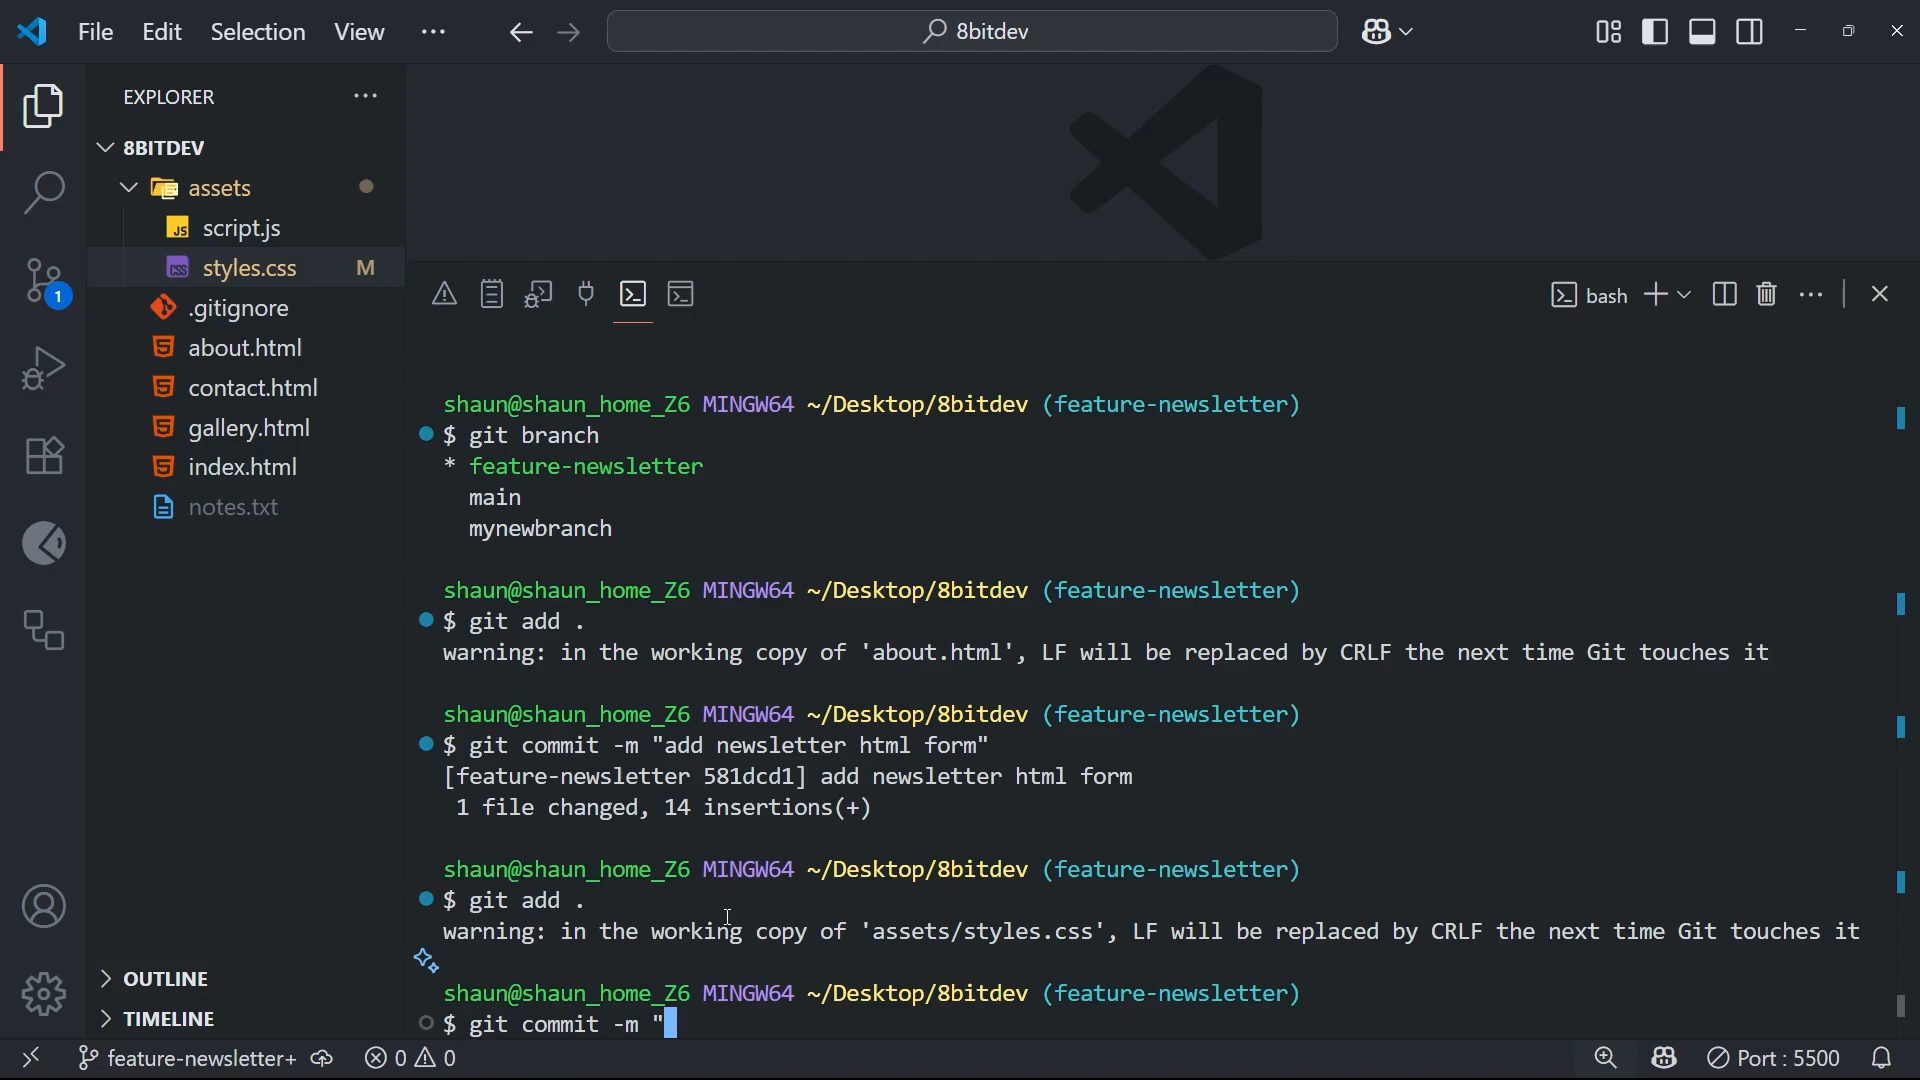 File Edit Selection View ··· 8bitdev
EXPLORER ···
8BITDEV
assets
JS script.js
CSS styles.css M
.gitignore
about.html
contact.html
gallery.html
index.html
notes.txt
OUTLINE
TIMELINE
1
bash
shaun@shaun_home_Z6 MINGW64 ~/Desktop/8bitdev (feature-newsletter)
$ git branch
* feature-newsletter
main
mynewbranch
shaun@shaun_home_Z6 MINGW64 ~/Desktop/8bitdev (feature-newsletter)
$ git add .
warning: in the working copy of 'about.html', LF will be replaced by CRLF the next time Git touches it
shaun@shaun_home_Z6 MINGW64 ~/Desktop/8bitdev (feature-newsletter)
$ git commit -m "add newsletter html form"
[feature-newsletter 581dcd1] add newsletter html form
1 file changed, 14 insertions(+)
shaun@shaun_home_Z6 MINGW64 ~/Desktop/8bitdev (feature-newsletter)
$ git add .
warning: in the working copy of 'assets/styles.css', LF will be replaced by CRLF the next time Git touches it
shaun@shaun_home_Z6 MINGW64 ~/Desktop/8bitdev (feature-newsletter)
$ git commit -m "
feature-newsletter+ 0 0 Port : 5500